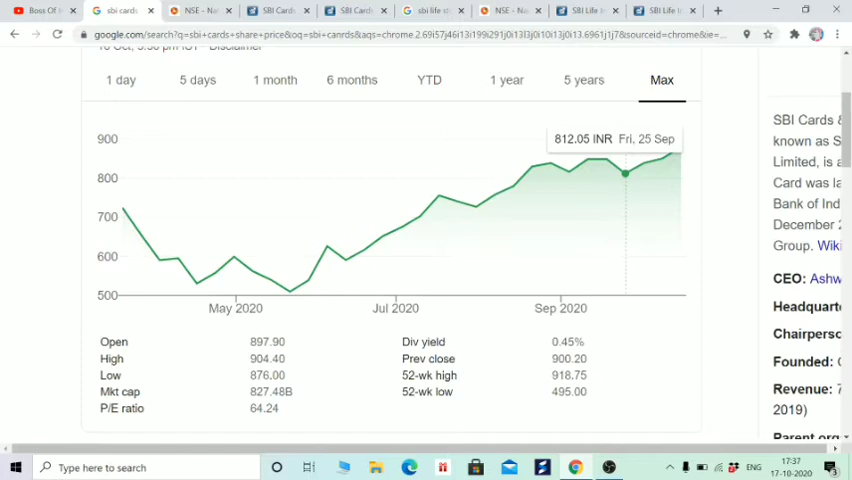 Boss Of I
sbi cards
NSE - Na
SBI Cards
SBI Cards
sbi life
NSE - Na
SBI Life I
SBI Life I
google.com/search?q=sbi+cards+share+price&oq=sbi+canrds&aqs=chrome.2.69i57j46i13i199i291j0i13l3j0i10i13j0i13.6961j1j7&sourceid=chrome&ie=...
1 day 5 days 1 month 6 months YTD 1 year 5 years Max
812.05 INR Fri, 25 Sep
900
800
700
600
500
May 2020 Jul 2020 Sep 2020
Open 897.90 Div yield 0.45%
High 904.40 Prev close 900.20
Low 876.00 52-wk high 918.75
Mkt cap 827.48B 52-wk low 495.00
P/E ratio 64.24
SBI Cards &
known as S
Limited, is a
Card was la
Bank of Ind
December 2
Group. Wiki
CEO: Ashw
Headquarte
Chairperso
Founded: 
Revenue: 7
2019)
Parent org
Type here to search
ENG
17:37
17-10-2020
3